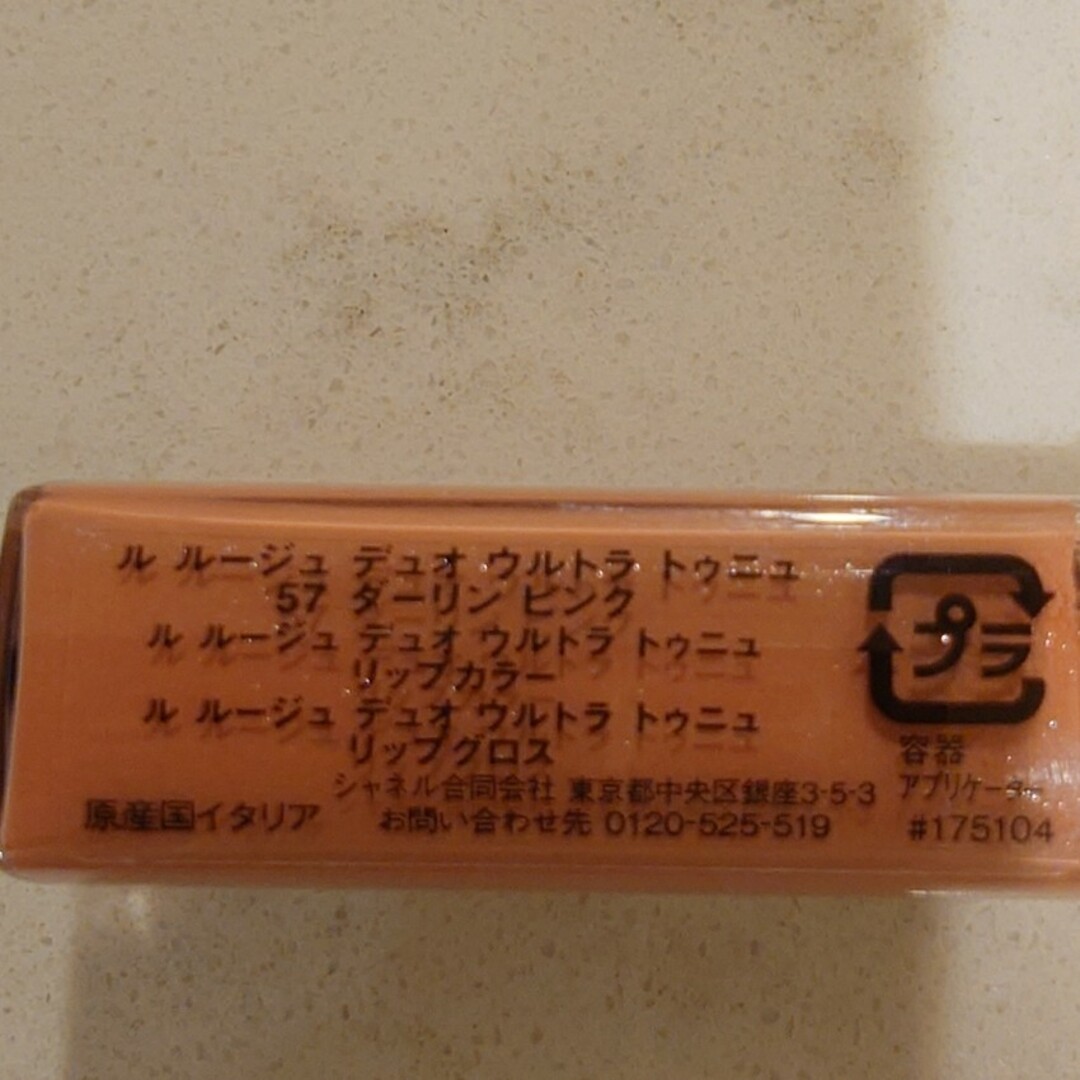 ル ルージュ デュオ ウルトラ トゥニュ
57 ダーリン ピンク
ル ルージュ デュオ ウルトラ トゥニュ
リップカラー
ル ルージュ デュオ ウルトラ トゥニュ
リップグロス
シャネル合同会社 東京都中央区銀座3-5-3
原産国イタリア お問い合わせ先 0120-525-519
プラ
容器
アプリケーター
#175104